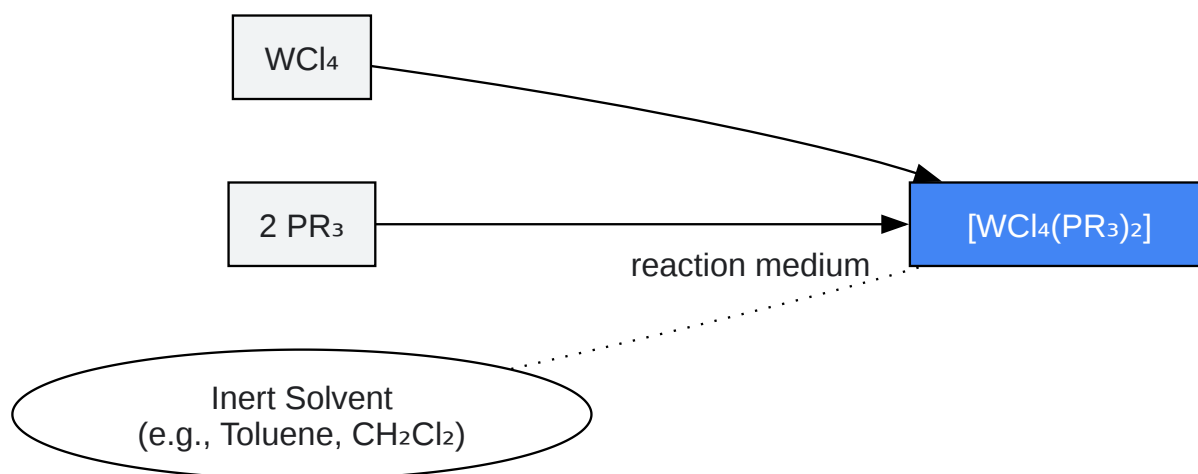 WCl₄
2 PR₃
[WCl₄(PR₃)₂]
reaction medium
Inert Solvent
(e.g., Toluene, CH₂Cl₂)